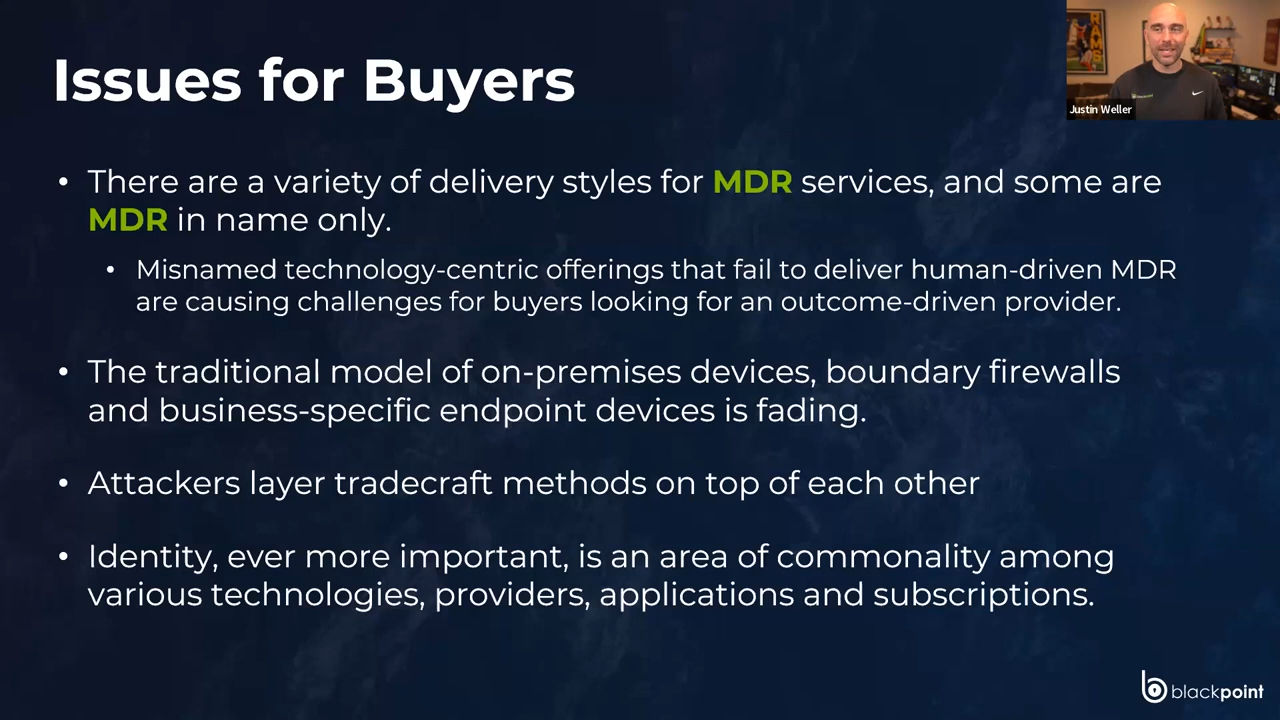 Issues for Buyers
Justin Weller
• There are a variety of delivery styles for MDR services, and some are
MDR in name only.
• Misnamed technology-centric offerings that fail to deliver human-driven MDR
are causing challenges for buyers looking for an outcome-driven provider.
• The traditional model of on-premises devices, boundary firewalls
and business-specific endpoint devices is fading.
• Attackers layer tradecraft methods on top of each other
• Identity, ever more important, is an area of commonality among
various technologies, providers, applications and subscriptions.
blackpoint